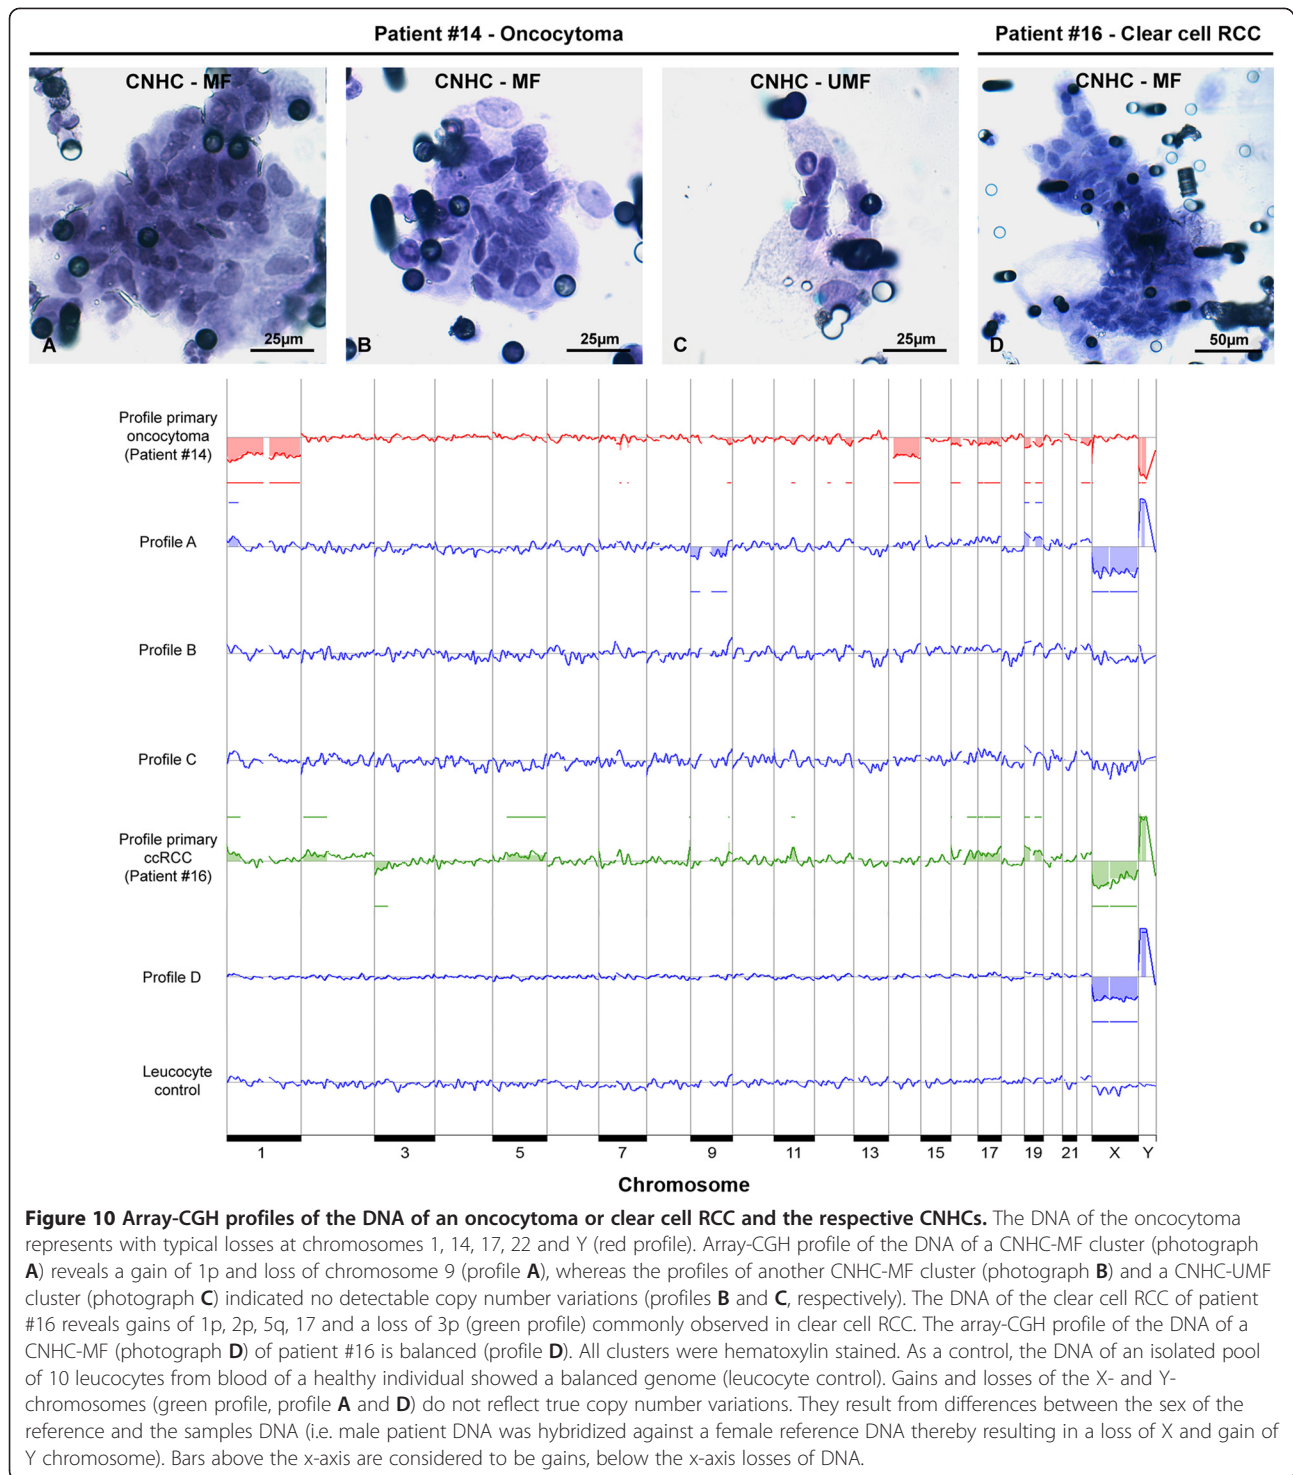 Patient #14 - Oncocytoma
Patient #16 - Clear cell RCC
CNHC - MF
CNHC - MF
CNHC - UMF
CNHC - MF
A
25µm
B
25µm
C
25µm
D
50µm
Profile primary
oncocytoma
(Patient #14)
Profile A
Profile B
Profile C
Profile primary
ccRCC
(Patient #16)
Profile D
Leucocyte
control
1 3 5 7 9 11 13 15 17 19 21 X Y
Chromosome
Figure 10 Array-CGH profiles of the DNA of an oncocytoma or clear cell RCC and the respective CNHCs. The DNA of the oncocytoma
represents with typical losses at chromosomes 1, 14, 17, 22 and Y (red profile). Array-CGH profile of the DNA of a CNHC-MF cluster (photograph
A) reveals a gain of 1p and loss of chromosome 9 (profile A), whereas the profiles of another CNHC-MF cluster (photograph B) and a CNHC-UMF
cluster (photograph C) indicated no detectable copy number variations (profiles B and C, respectively). The DNA of the clear cell RCC of patient
#16 reveals gains of 1p, 2p, 5q, 17 and a loss of 3p (green profile) commonly observed in clear cell RCC. The array-CGH profile of the DNA of a
CNHC-MF (photograph D) of patient #16 is balanced (profile D). All clusters were hematoxylin stained. As a control, the DNA of an isolated pool
of 10 leucocytes from blood of a healthy individual showed a balanced genome (leucocyte control). Gains and losses of the X- and Y-
chromosomes (green profile, profile A and D) do not reflect true copy number variations. They result from differences between the sex of the
reference and the samples DNA (i.e. male patient DNA was hybridized against a female reference DNA thereby resulting in a loss of X and gain of
Y chromosome). Bars above the x-axis are considered to be gains, below the x-axis losses of DNA.